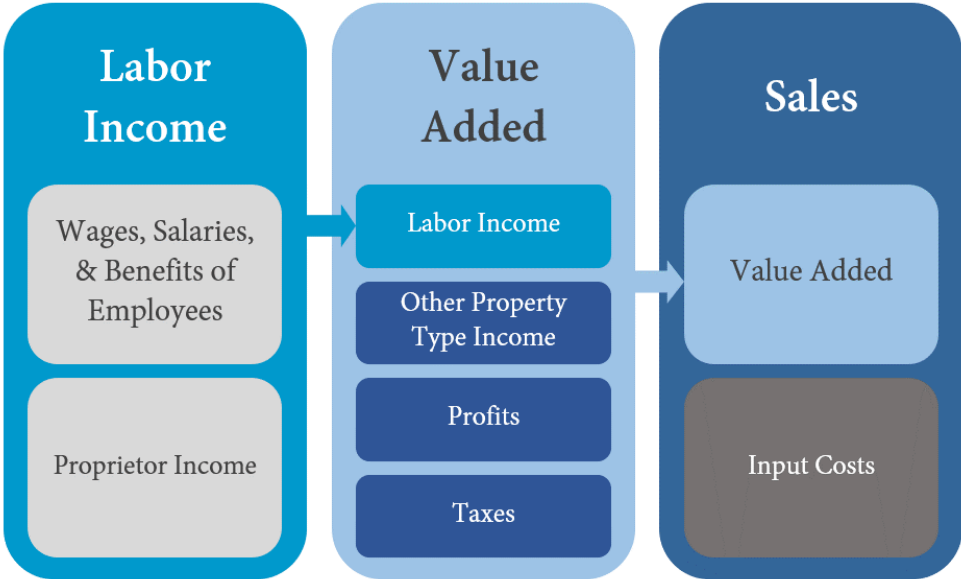 Labor
Income
Wages, Salaries,
& Benefits of
Employees
Proprietor Income
Value
Added
Labor Income
Other Property
Type Income
Profits
Taxes
Sales
Value Added
Input Costs